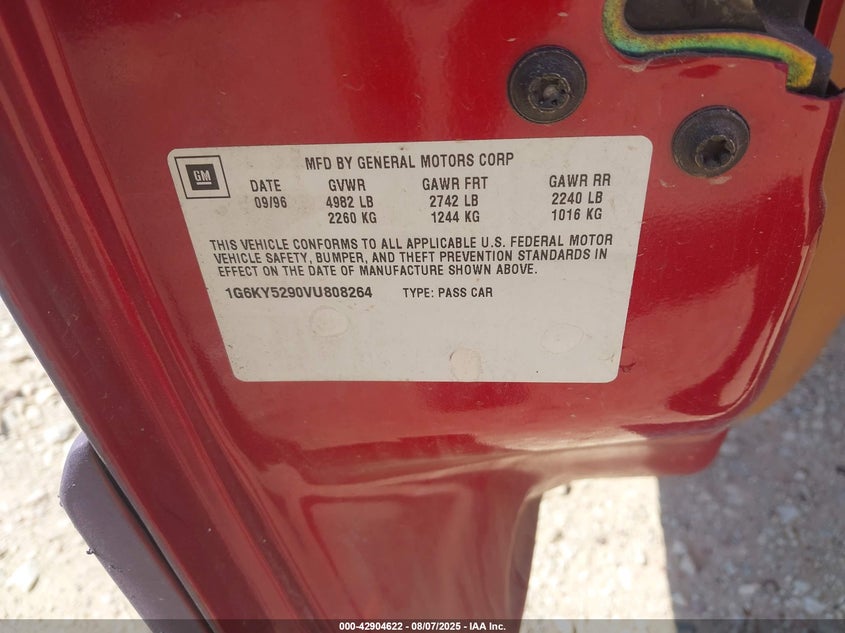 GM
MFD BY GENERAL MOTORS CORP
DATE GVWR GAWR FRT GAWR RR
09/96 4982 LB 2742 LB 2240 LB
2260 KG 1244 KG 1016 KG
THIS VEHICLE CONFORMS TO ALL APPLICABLE U.S. FEDERAL MOTOR
VEHICLE SAFETY, BUMPER, AND THEFT PREVENTION STANDARDS IN
EFFECT ON THE DATE OF MANUFACTURE SHOWN ABOVE.
1G6KY5290VU808264 TYPE: PASS CAR
000-42904622 - 08/07/2025 - IAA Inc.